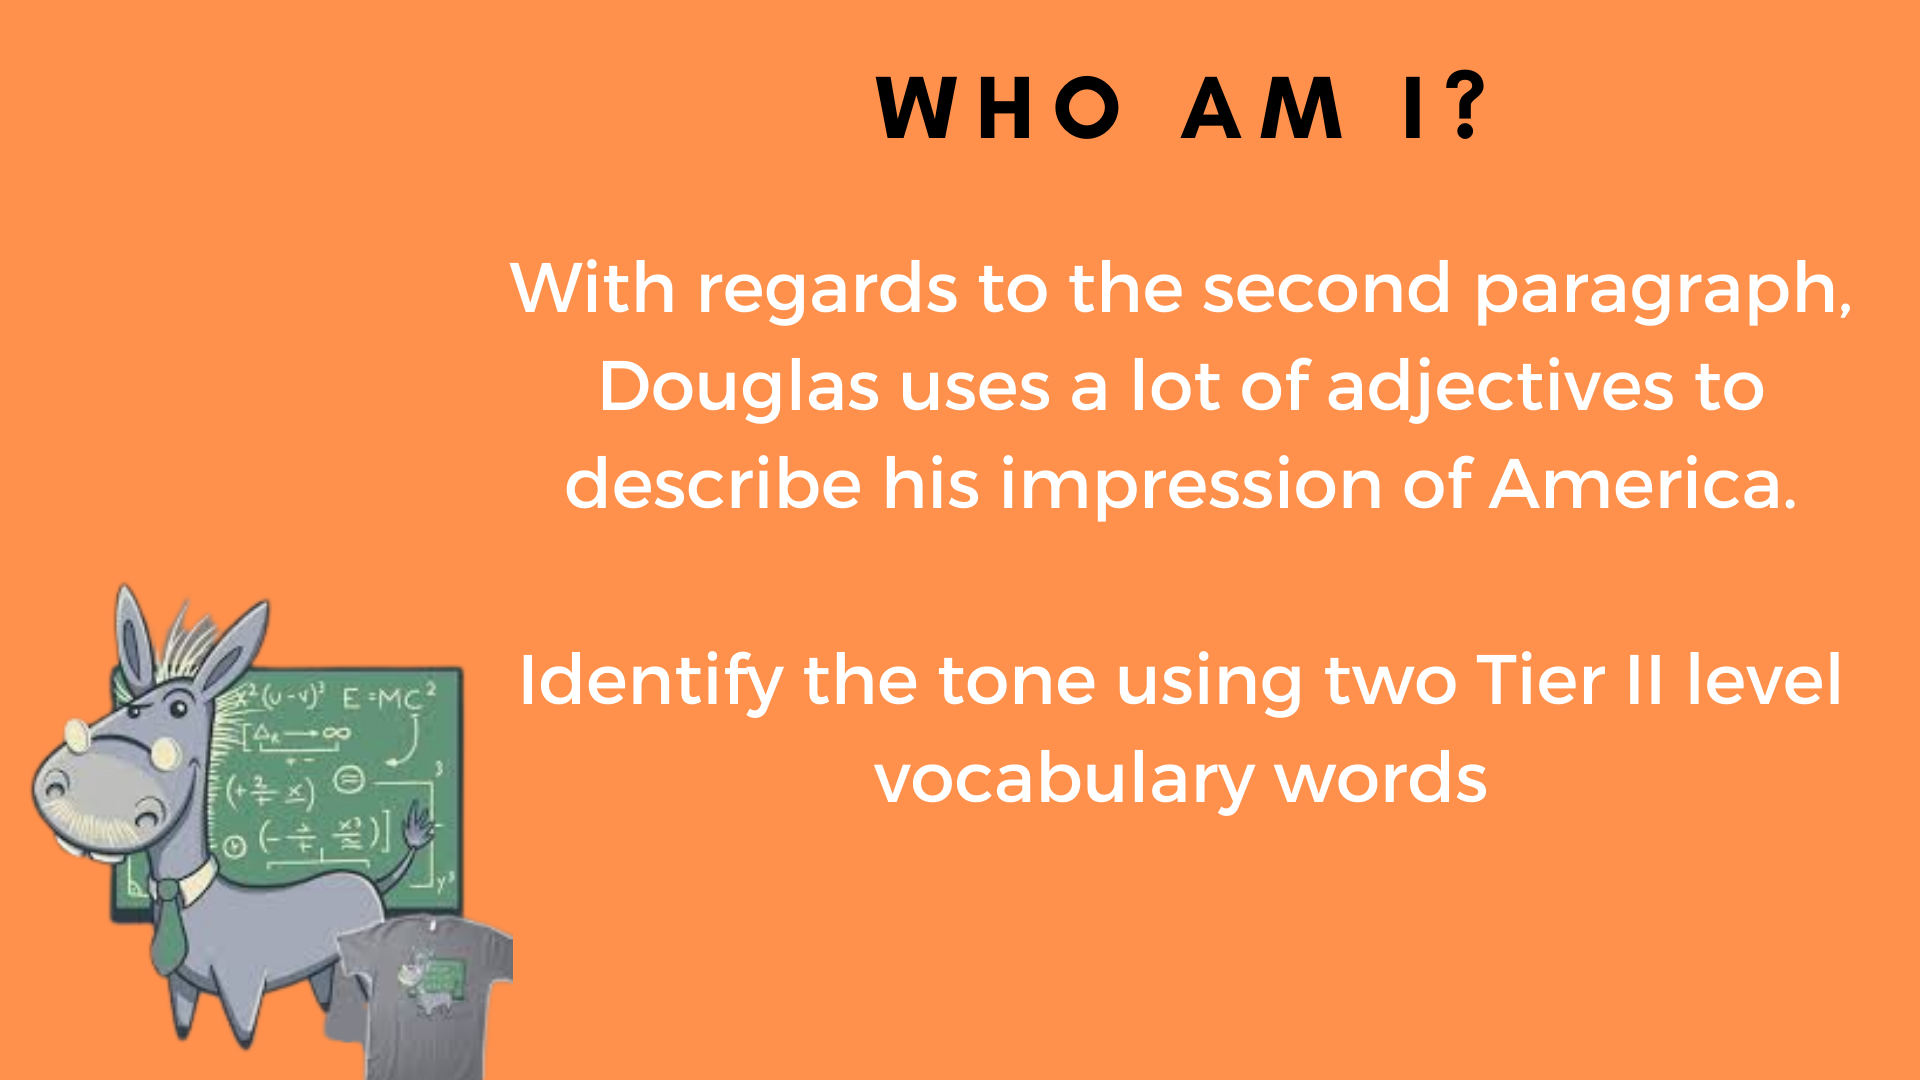 WHO AM I?
With regards to the second paragraph,
Douglas uses a lot of adjectives to
describe his impression of America.
Identify the tone using two Tier II level
vocabulary words
E=MC²